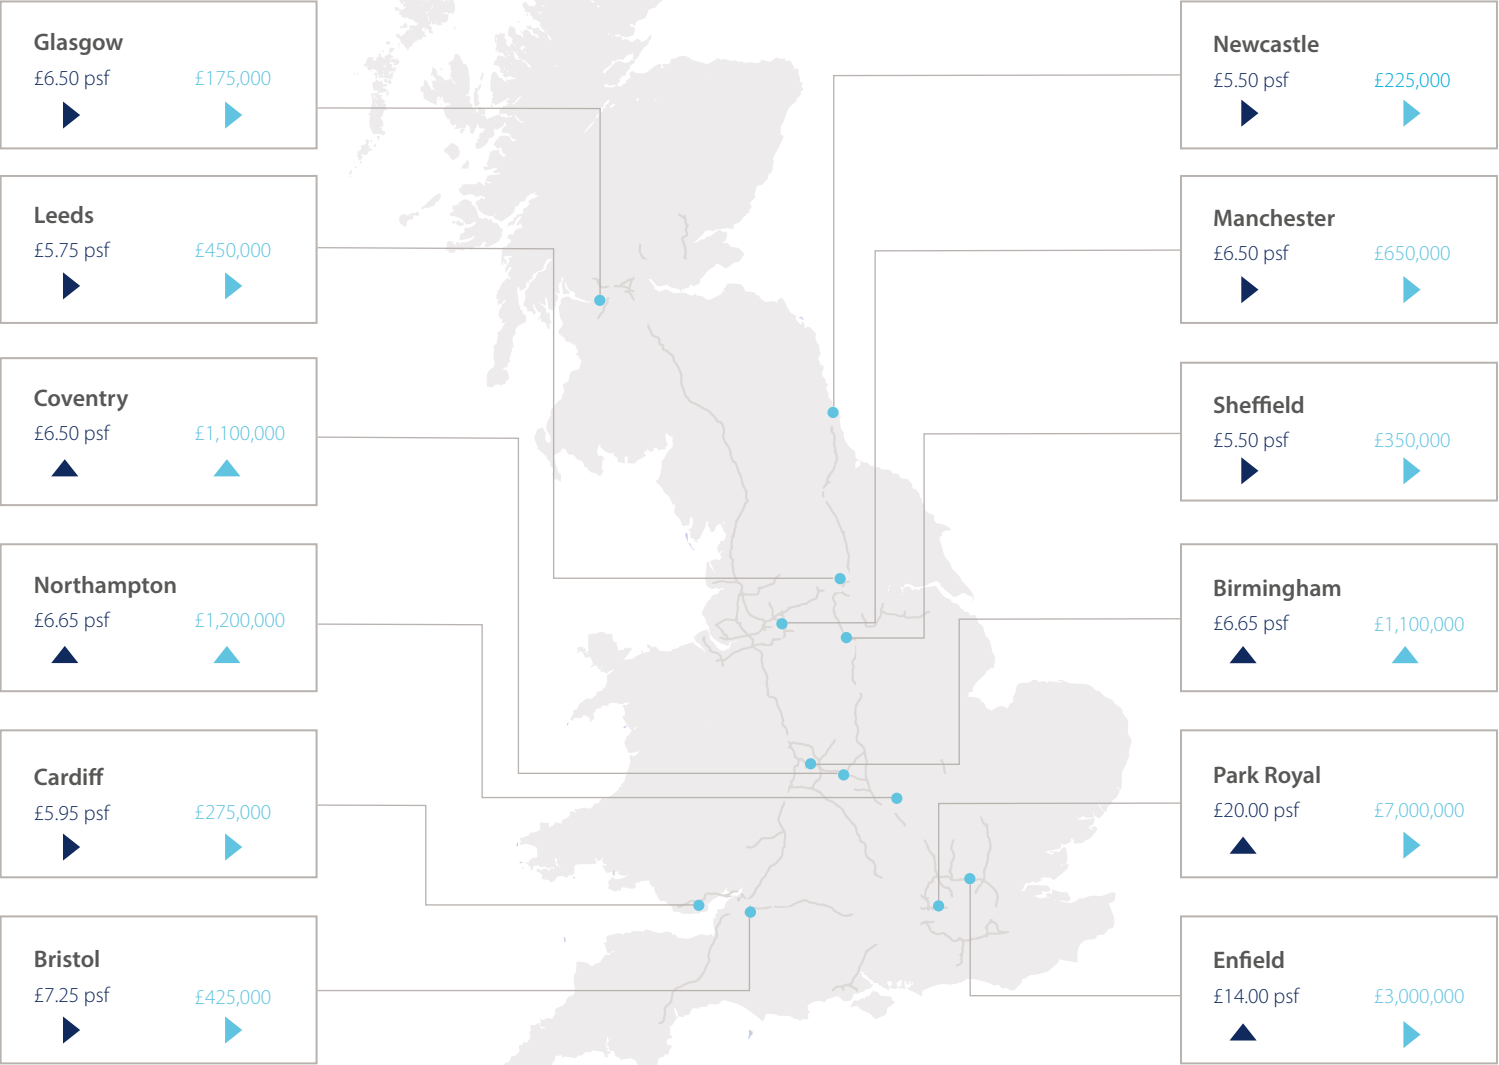 Glasgow
£6.50 psf £175,000
Leeds
£5.75 psf £450,000
Coventry
£6.50 psf £1,100,000
Northampton
£6.65 psf £1,200,000
Cardiff
£5.95 psf £275,000
Bristol
£7.25 psf £425,000
Newcastle
£5.50 psf £225,000
Manchester
£6.50 psf £650,000
Sheffield
£5.50 psf £350,000
Birmingham
£6.65 psf £1,100,000
Park Royal
£20.00 psf £7,000,000
Enfield
£14.00 psf £3,000,000